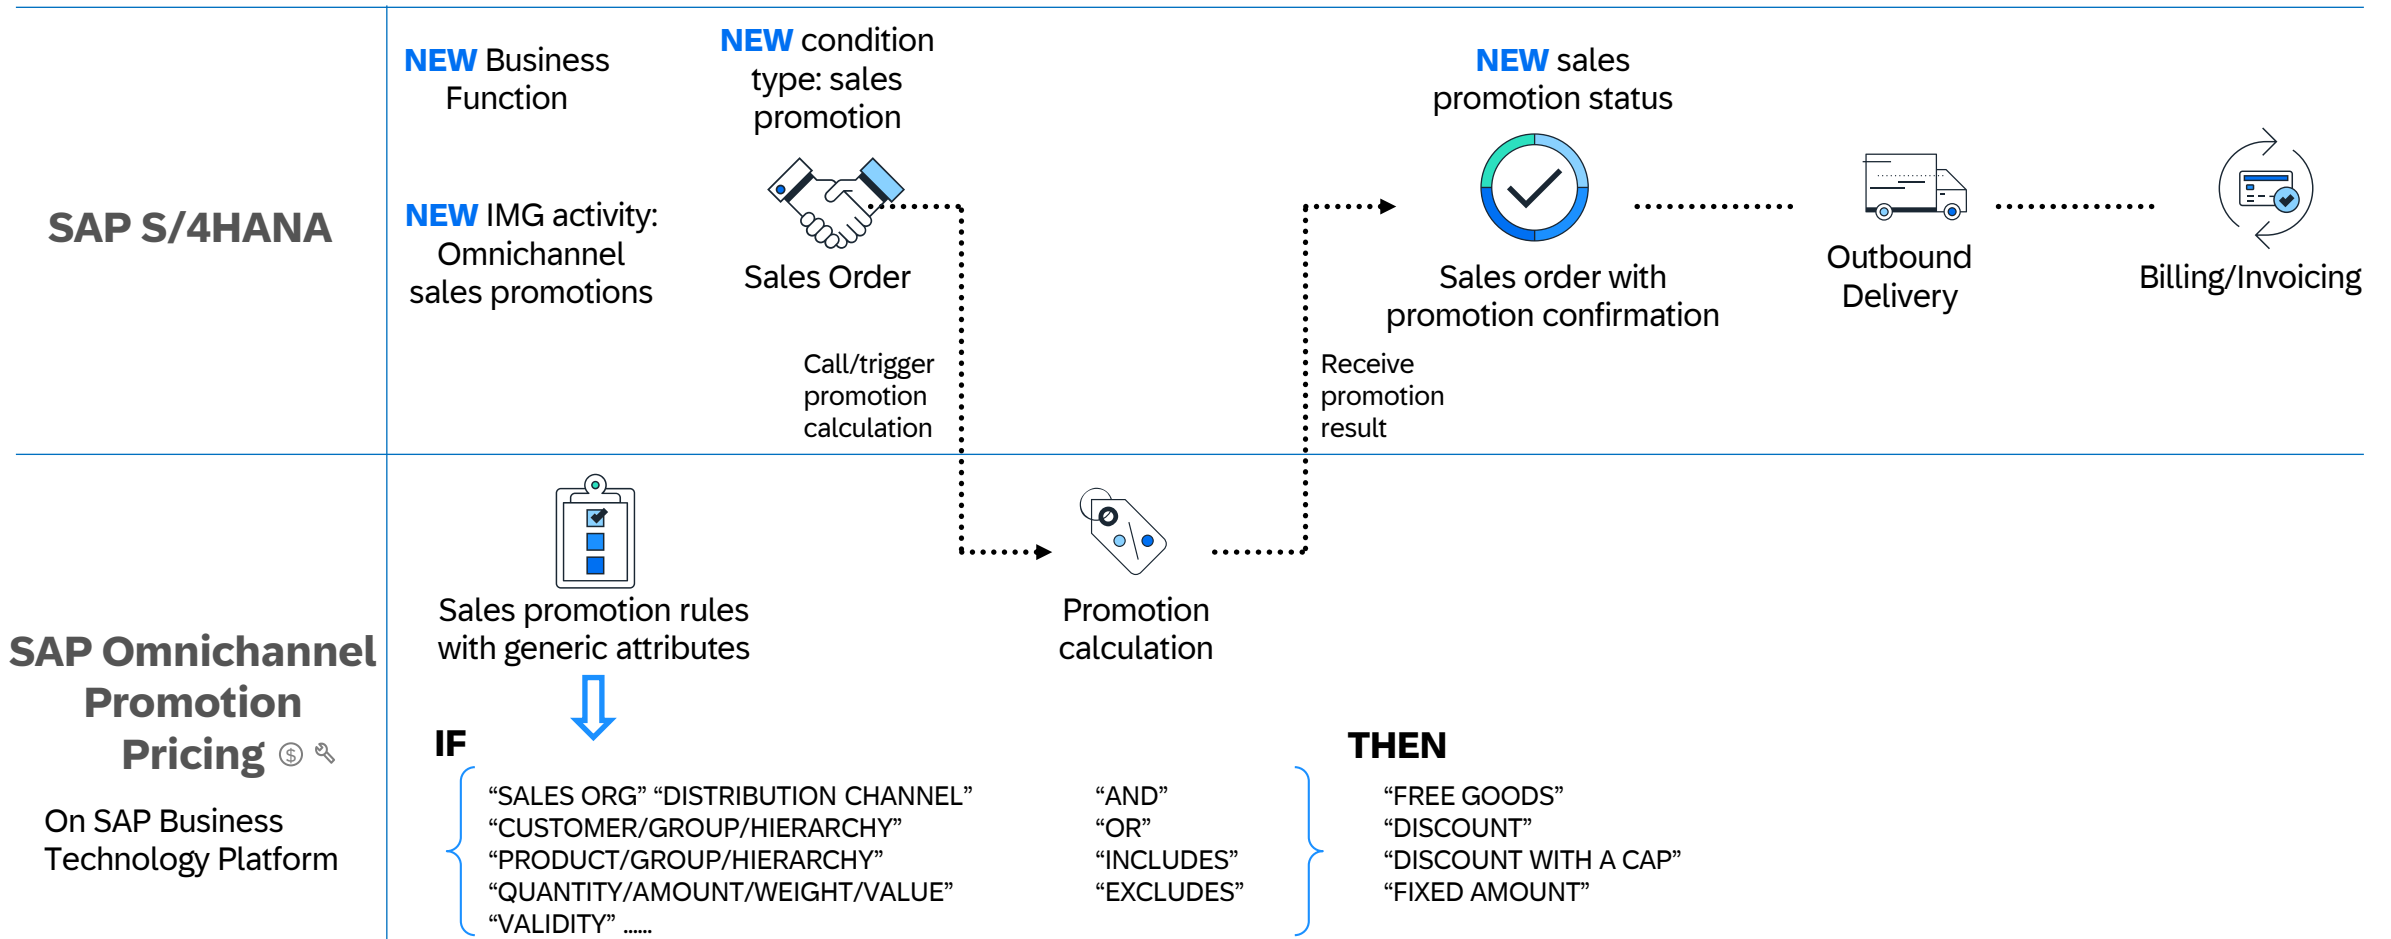 NEW Business
Function
NEW condition
type: sales
promotion
NEW sales
promotion status
SAP S/4HANA
NEW IMG activity:
Omnichannel
sales promotions
Sales Order
Sales order with
promotion confirmation
Outbound
Delivery
Billing/Invoicing
Call/trigger
promotion
calculation
Receive
promotion
result
SAP Omnichannel
Promotion
Pricing
On SAP Business
Technology Platform
Sales promotion rules
with generic attributes
Promotion
calculation
IF
THEN
“SALES ORG” “DISTRIBUTION CHANNEL”
“CUSTOMER/GROUP/HIERARCHY”
“PRODUCT/GROUP/HIERARCHY”
“QUANTITY/AMOUNT/WEIGHT/VALUE”
“VALIDITY” ......
“AND”
“OR”
“INCLUDES”
“EXCLUDES”
“FREE GOODS”
“DISCOUNT”
“DISCOUNT WITH A CAP”
“FIXED AMOUNT”